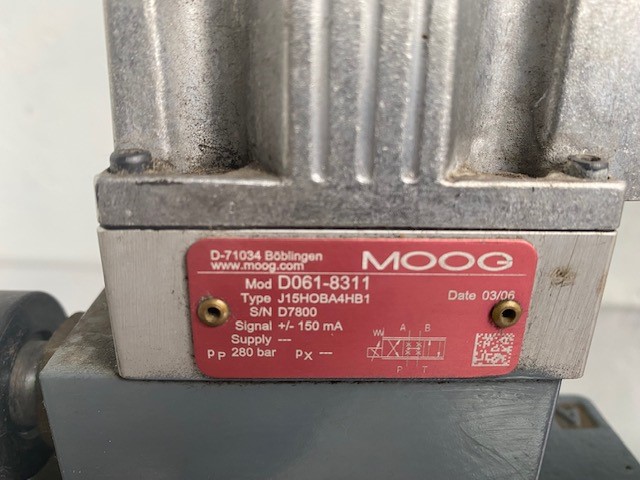 D-71034 Böblingen
www.moog.com
MOOG
Mod D061-8311
Type J15HOBA4HB1
Date 03/06
S/N D7800
Signal +/- 150 mA
Supply ---
pP 280 bar pX ---
A B
P T